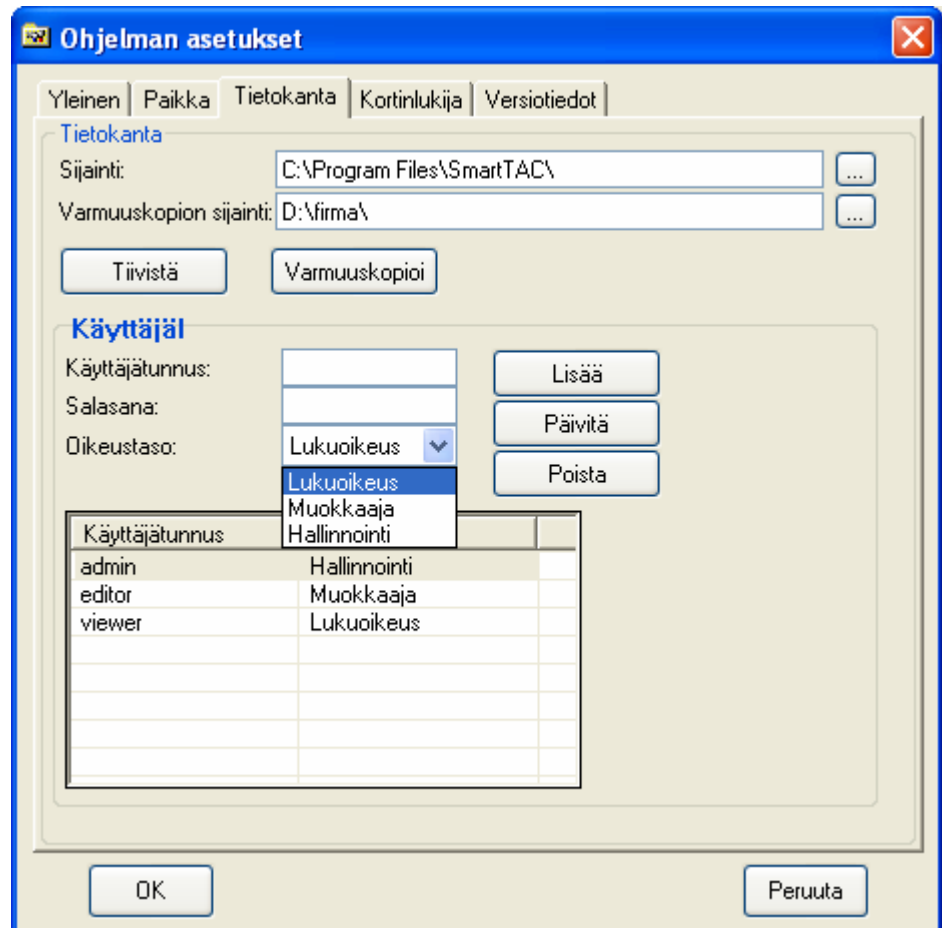 Ohjelman asetukset
Yleinen Paikka Tietokanta Kortinlukija Versiotiedot
Tietokanta
Sijainti: C:\Program Files\SmartTAC\ ...
Varmuuskopion sijainti: D:\firma\ ...
Tiivistä Varmuuskopioi
Käyttäjäl
Käyttäjätunnus: Lisää
Salasana:
Päivitä
Oikeustaso: Lukuoikeus
Poista
Lukuoikeus
Muokkaaja
Hallinnointi
Käyttäjätunnus
admin Hallinnointi
editor Muokkaaja
viewer Lukuoikeus
OK Peruuta